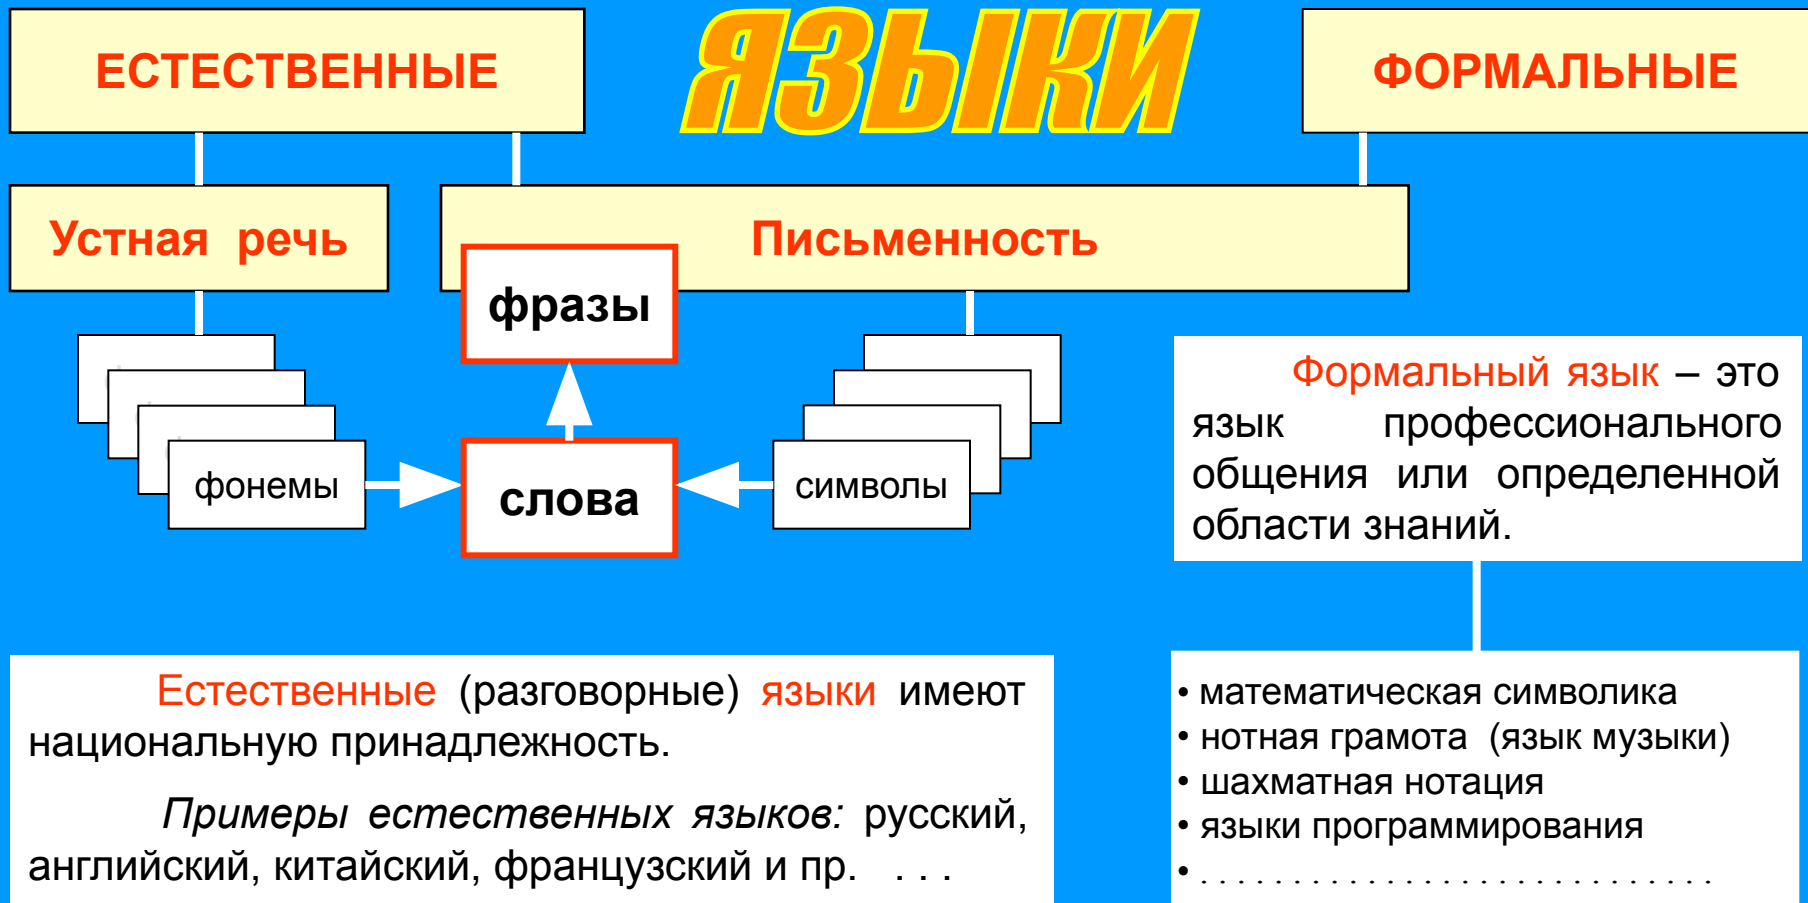 ЯЗЫКИ
ЕСТЕСТВЕННЫЕ
ФОРМАЛЬНЫЕ
Устная речь
Письменность
фразы
слова
фонемы
символы
Формальный язык – это
язык профессионального
общения или определенной
области знаний.
Естественные (разговорные) языки имеют
национальную принадлежность.
Примеры естественных языков: русский,
английский, китайский, французский и пр. . . .
• математическая символика
• нотная грамота (язык музыки)
• шахматная нотация
• языки программирования
• . . . . . . . . . . . . . . . . . . . . . . . . . . . .